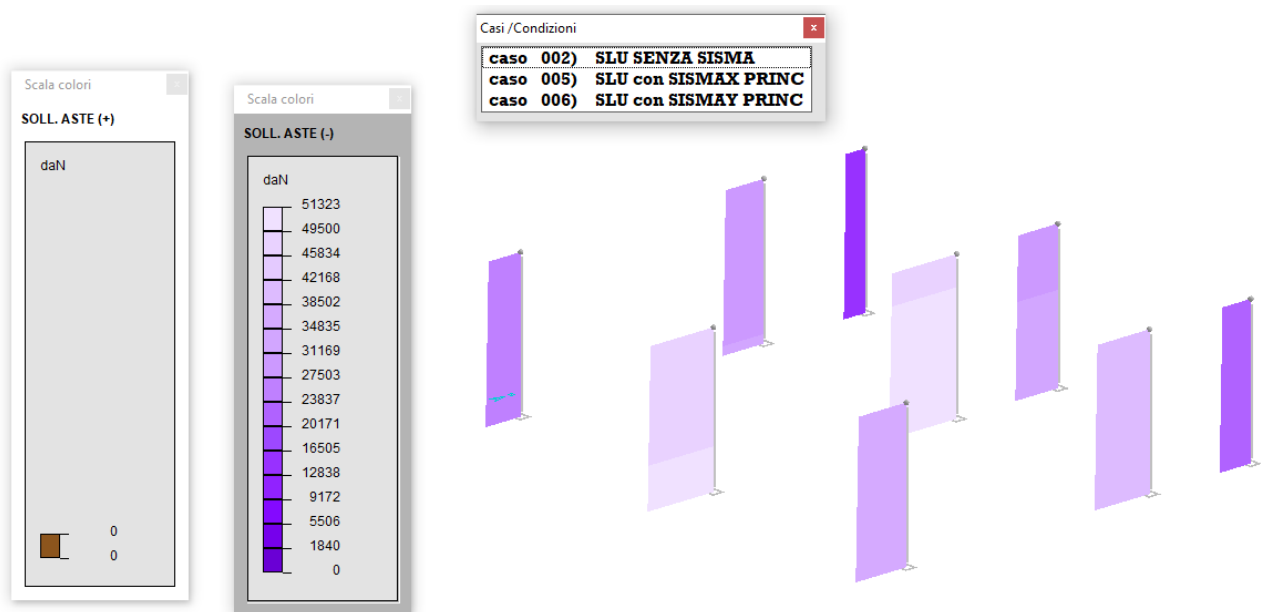 Casi /Condizioni
x
caso 002) SLU SENZA SISMA
caso 005) SLU con SISMAX PRINC
caso 006) SLU con SISMAY PRINC
Scala colori
x
SOLL. ASTE (+)
daN
0
0
Scala colori
x
SOLL. ASTE (-)
daN
51323
49500
45834
42168
38502
34835
31169
27503
23837
20171
16505
12838
9172
5506
1840
0